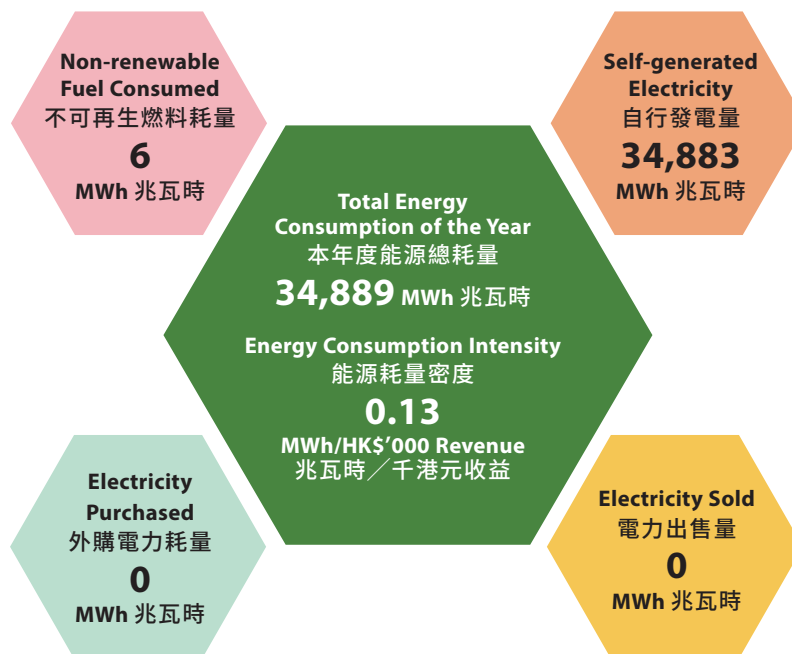 Non-renewable
Fuel Consumed
不可再生燃料耗量
6
MWh 兆瓦時
Self-generated
Electricity
自行發電量
34,883
MWh 兆瓦時
Total Energy
Consumption of the Year
本年度能源總耗量
34,889 MWh 兆瓦時
Energy Consumption Intensity
能源耗量密度
0.13
MWh/HK$’000 Revenue
兆瓦時／千港元收益
Electricity
Purchased
外購電力耗量
0
MWh 兆瓦時
Electricity Sold
電力出售量
0
MWh 兆瓦時